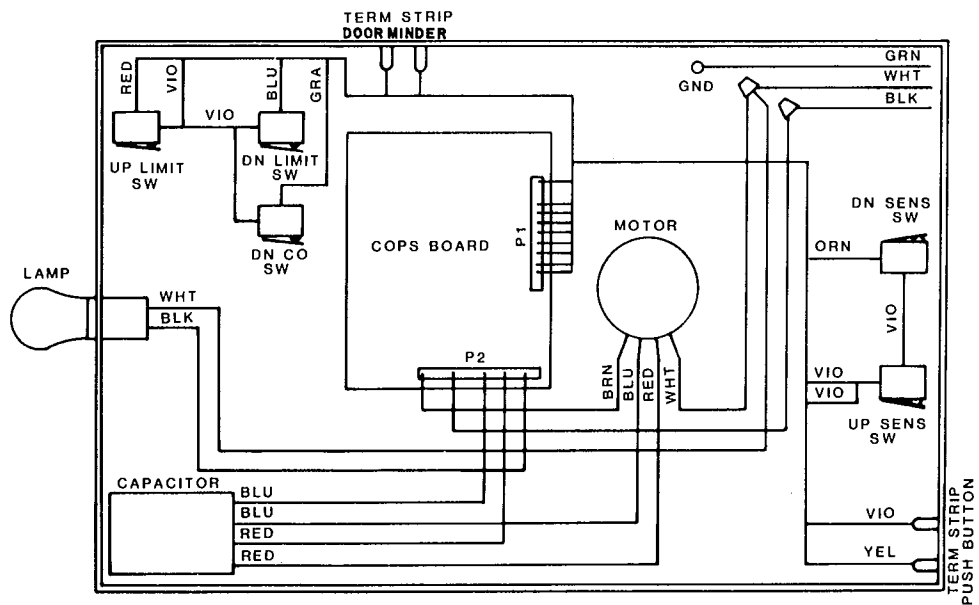 TERM STRIP
DOOR MINDER
RED
VIO
BLU
GRA
VIO
UP LIMIT
SW
DN LIMIT
SW
DN CO
SW
GRN
WHT
BLK
GND
COPS BOARD
P1
P2
MOTOR
BRN
BLU
RED
WHT
DN SENS
SW
ORN
VIO
VIO
VIO
UP SENS
SW
LAMP
WHT
BLK
CAPACITOR
BLU
BLU
RED
RED
VIO
YEL
TERM STRIP
PUSH BUTTON